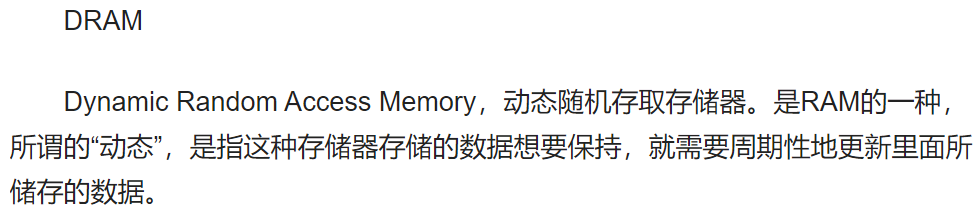 DRAM
Dynamic Random Access Memory，动态随机存取存储器。是RAM的一种，
所谓的“动态”，是指这种存储器存储的数据想要保持，就需要周期性地更新里面所
储存的数据。